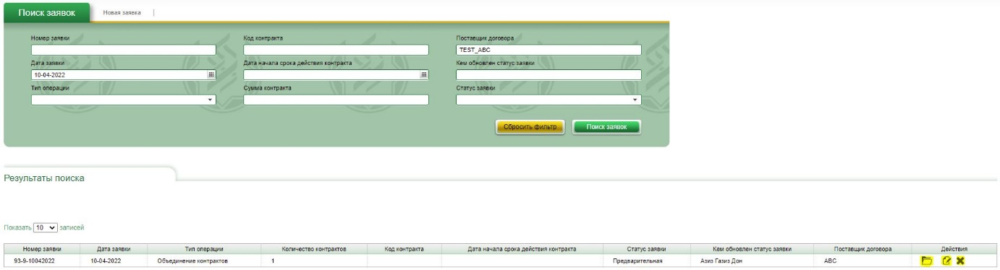 Поиск заявок Новая заявка
Номер заявки Код контракта Поставщик договора
TEST_ABC
Дата заявки Дата начала срока действия контракта Кем обновлен статус заявки
10-04-2022
Тип операции Сумма контракта Статус заявки
Сбросить фильтр Поиск заявок
Результаты поиска
Показать 10 записей
Номер заявки Дата заявки Тип операции Количество контрактов Код контракта Дата начала срока действия контракта Статус заявки Кем обновлен статус заявки Поставщик договора Действия
93-9-10042022 10-04-2022 Объединение контрактов 1 Предварительная Азиз Газиз Дон ABC